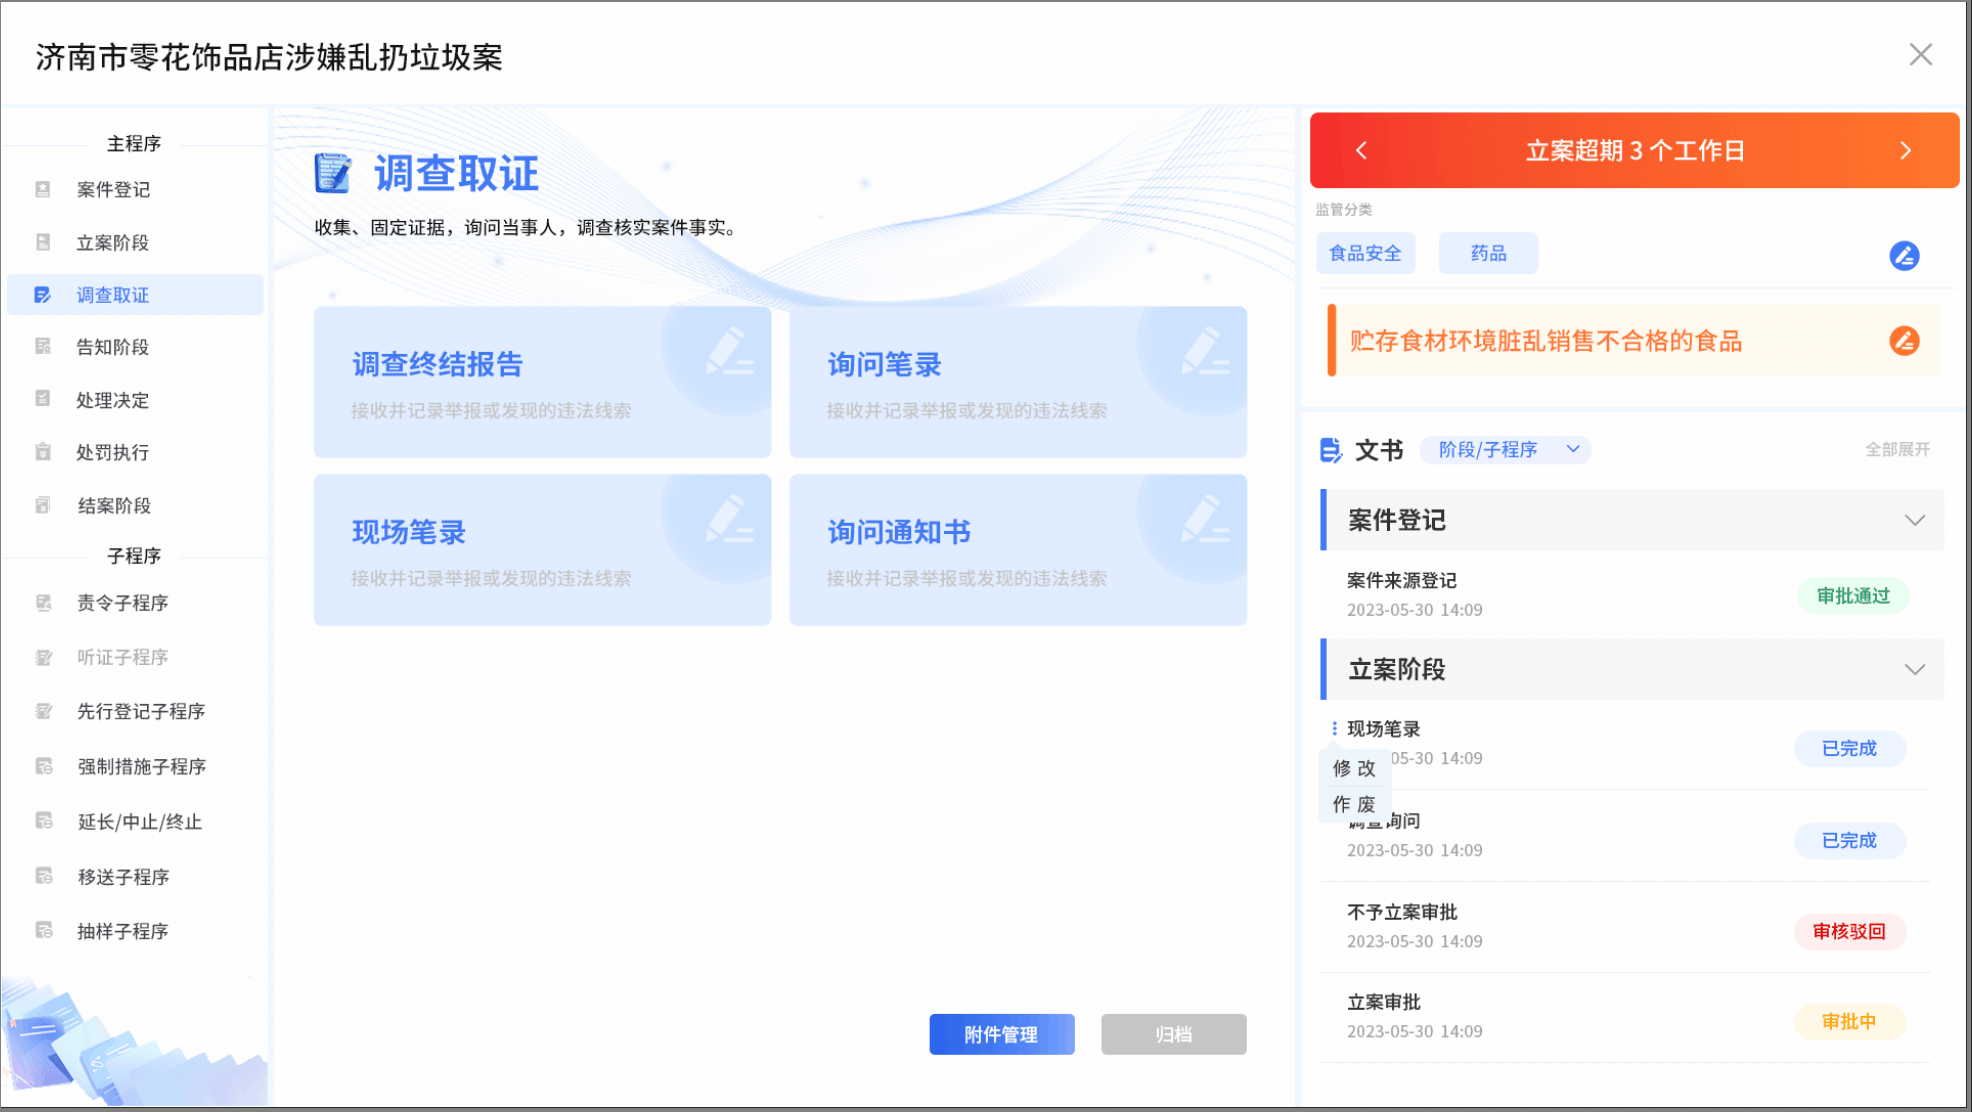 济南市零花饰品店涉嫌乱扔垃圾案
主程序
案件登记
立案阶段
调查取证
告知阶段
处理决定
处罚执行
结案阶段
子程序
责令子程序
听证子程序
先行登记子程序
强制措施子程序
延长/中止/终止
移送子程序
抽样子程序
调查取证
收集、固定证据，询问当事人，调查核实案件事实。
调查终结报告
接收并记录举报或发现的违法线索
询问笔录
接收并记录举报或发现的违法线索
现场笔录
接收并记录举报或发现的违法线索
询问通知书
接收并记录举报或发现的违法线索
附件管理
归档
立案超期 3 个工作日
监管分类
食品安全
药品
贮存食材环境脏乱销售不合格的食品
文书
阶段/子程序
全部展开
案件登记
案件来源登记
2023-05-30 14:09
审批通过
立案阶段
现场笔录
05-30 14:09
已完成
修 改
作 废
调查询问
2023-05-30 14:09
已完成
不予立案审批
2023-05-30 14:09
审核驳回
立案审批
2023-05-30 14:09
审批中